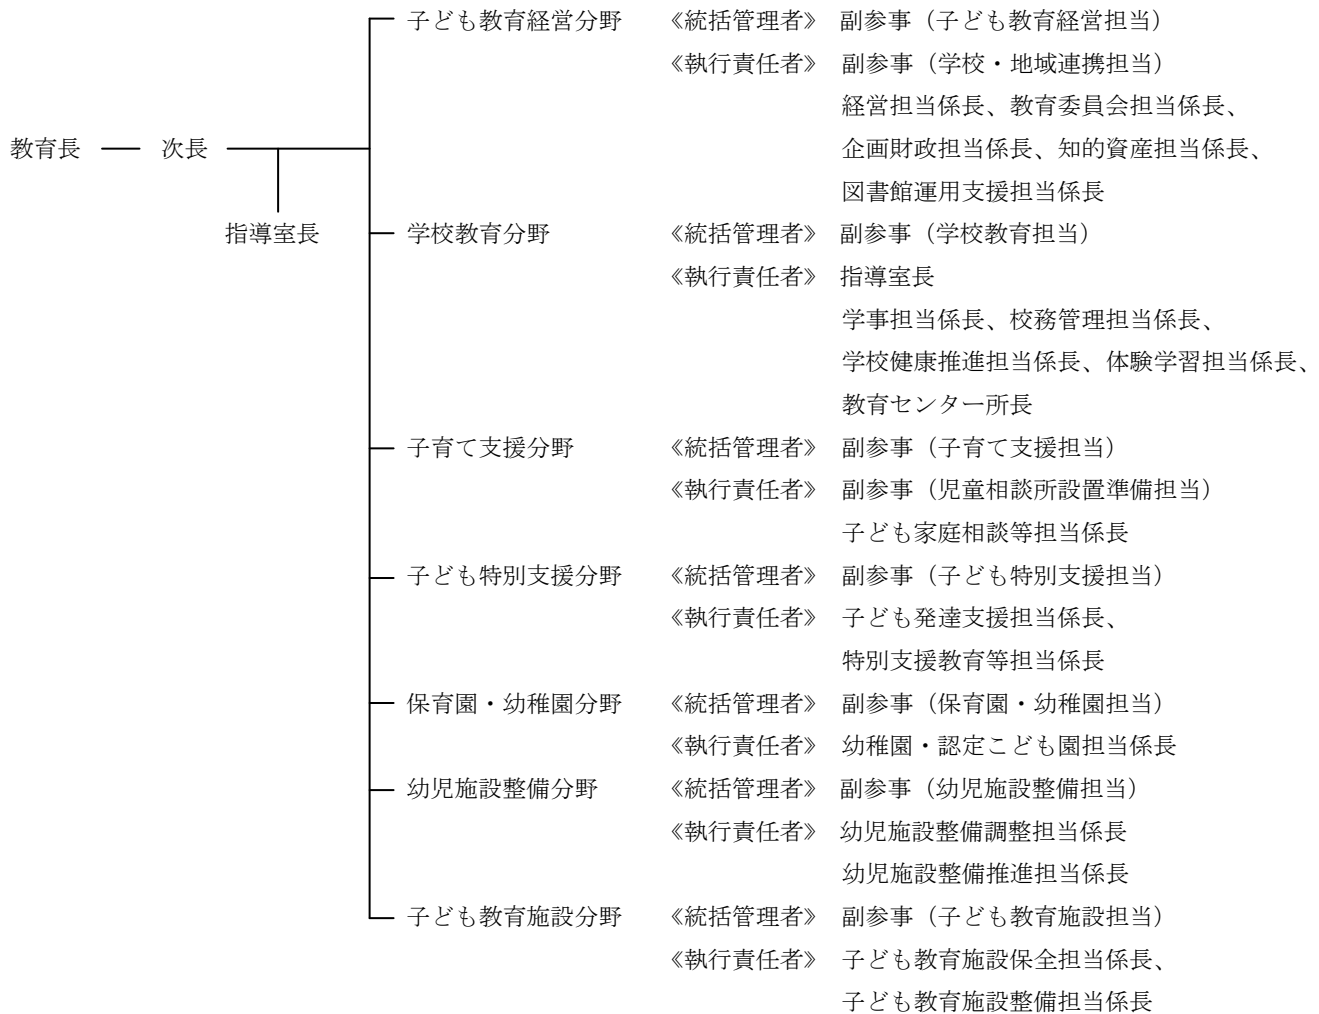 子ども教育経営分野 《統括管理者》 副参事（子ども教育経営担当）
《執行責任者》 副参事（学校・地域連携担当）
経営担当係長、教育委員会担当係長、
教育長 次長 企画財政担当係長、知的資産担当係長、
図書館運用支援担当係長
指導室長 学校教育分野 《統括管理者》 副参事（学校教育担当）
《執行責任者》 指導室長
学事担当係長、校務管理担当係長、
学校健康推進担当係長、体験学習担当係長、
教育センター所長
子育て支援分野 《統括管理者》 副参事（子育て支援担当）
《執行責任者》 副参事（児童相談所設置準備担当）
子ども家庭相談等担当係長
子ども特別支援分野 《統括管理者》 副参事（子ども特別支援担当）
《執行責任者》 子ども発達支援担当係長、
特別支援教育等担当係長
保育園・幼稚園分野 《統括管理者》 副参事（保育園・幼稚園担当）
《執行責任者》 幼稚園・認定こども園担当係長
幼児施設整備分野 《統括管理者》 副参事（幼児施設整備担当）
《執行責任者》 幼児施設整備調整担当係長
幼児施設整備推進担当係長
子ども教育施設分野 《統括管理者》 副参事（子ども教育施設担当）
《執行責任者》 子ども教育施設保全担当係長、
子ども教育施設整備担当係長